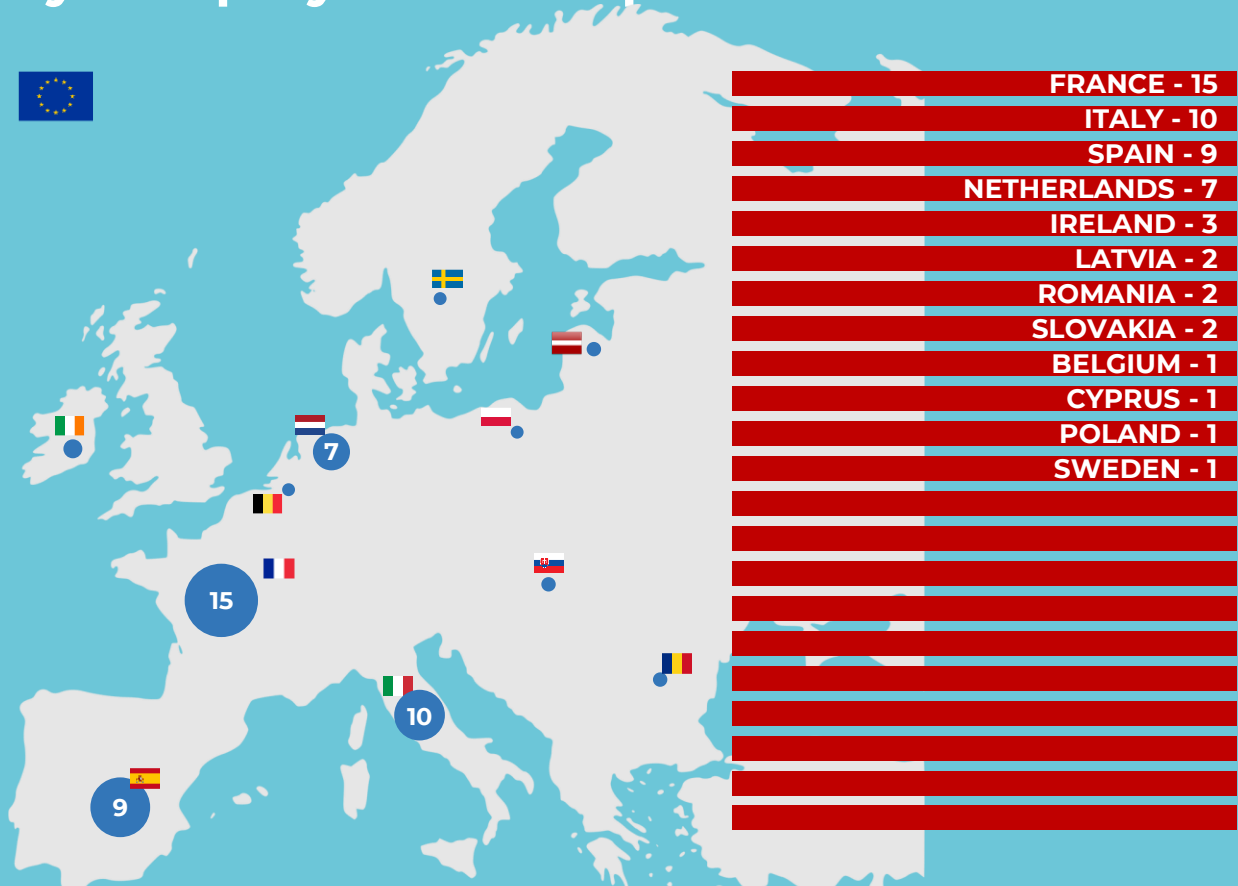 FRANCE - 15
ITALY - 10
SPAIN - 9
NETHERLANDS - 7
IRELAND - 3
LATVIA - 2
ROMANIA - 2
SLOVAKIA - 2
BELGIUM - 1
CYPRUS - 1
POLAND - 1
SWEDEN - 1
7
15
10
9